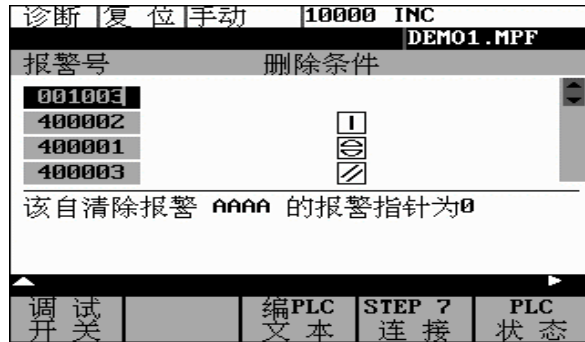 诊断 复 位 手动 10000 INC
DEMO1.MPF
报警号 删除条件
001003
400002
400001
400003
该自清除报警 AAAA 的报警指针为0
调 试 编PLC STEP 7 PLC
开 关 文 本 连 接 状 态